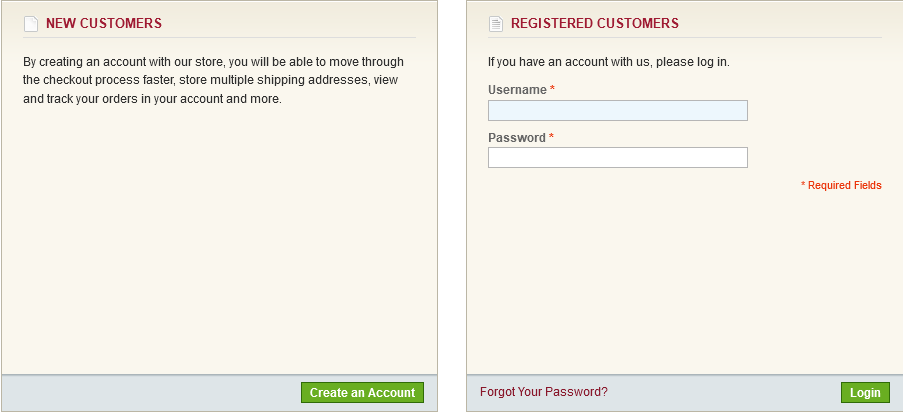 NEW CUSTOMERS
By creating an account with our store, you will be able to move through
the checkout process faster, store multiple shipping addresses, view
and track your orders in your account and more.
Create an Account
REGISTERED CUSTOMERS
If you have an account with us, please log in.
Username *
Password *
* Required Fields
Forgot Your Password?
Login